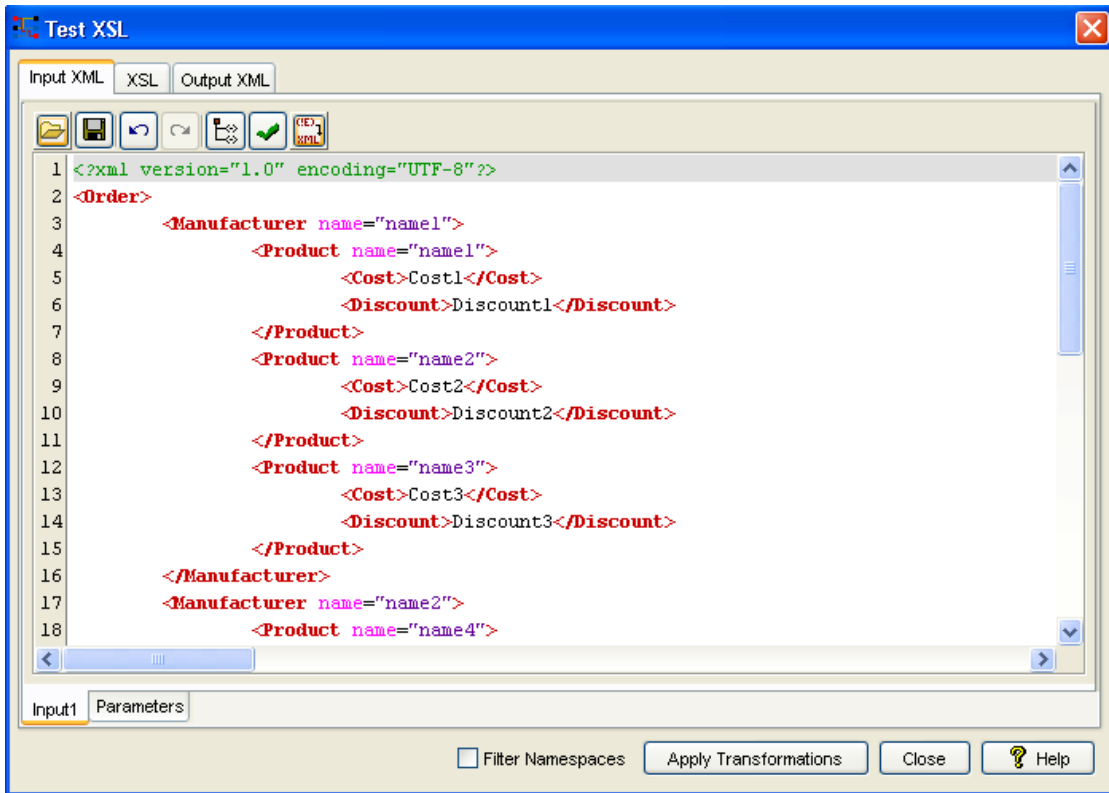 Test XSL
Input XML XSL Output XML
1 <?xml version="1.0" encoding="UTF-8"?>
2 <Order>
3 <Manufacturer name="name1">
4 <Product name="name1">
5 <Cost>Cost1</Cost>
6 <Discount>Discount1</Discount>
7 </Product>
8 <Product name="name2">
9 <Cost>Cost2</Cost>
10 <Discount>Discount2</Discount>
11 </Product>
12 <Product name="name3">
13 <Cost>Cost3</Cost>
14 <Discount>Discount3</Discount>
15 </Product>
16 </Manufacturer>
17 <Manufacturer name="name2">
18 <Product name="name4">
Input1 Parameters
Filter Namespaces Apply Transformations Close ? Help